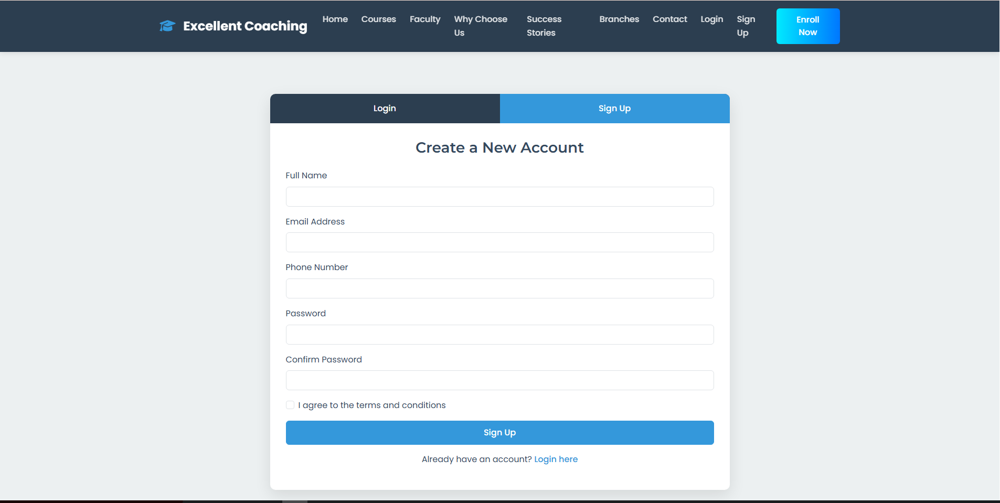 Excellent Coaching
Home
Courses
Faculty
Why Choose
Us
Success
Stories
Branches
Contact
Login
Sign
Up
Enroll
Now
Login
Sign Up
Create a New Account
Full Name
Email Address
Phone Number
Password
Confirm Password
I agree to the terms and conditions
Sign Up
Already have an account? Login here